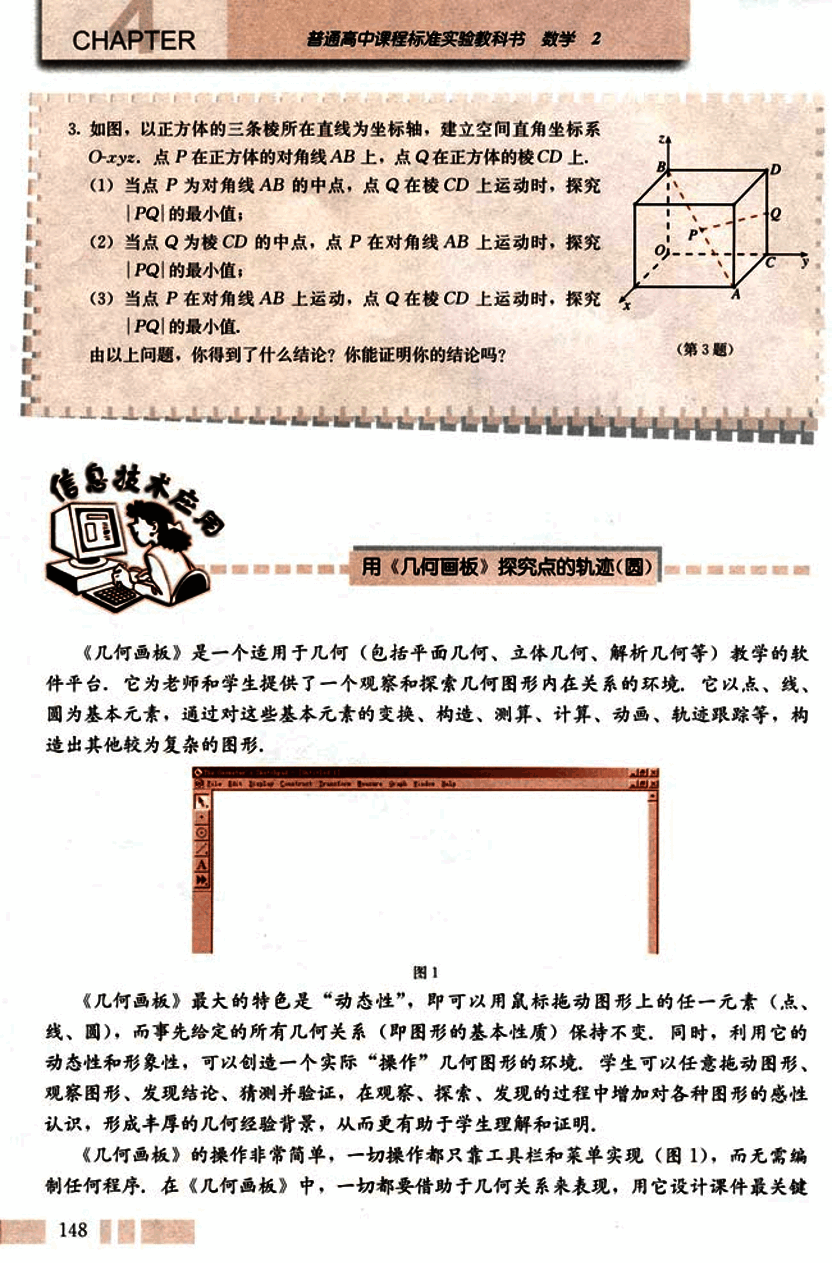 CHAPTER 4
普通高中课程标准实验教科书 数学 2
3. 如图，以正方体的三条棱所在直线为坐标轴，建立空间直角坐标系
O-xyz．点 P 在正方体的对角线 AB 上，点 Q 在正方体的棱 CD 上．
(1) 当点 P 为对角线 AB 的中点，点 Q 在棱 CD 上运动时，探究
|PQ| 的最小值；
(2) 当点 Q 为棱 CD 的中点，点 P 在对角线 AB 上运动时，探究
|PQ| 的最小值；
(3) 当点 P 在对角线 AB 上运动，点 Q 在棱 CD 上运动时，探究
|PQ| 的最小值．
由以上问题，你得到了什么结论？你能证明你的结论吗？
z
B
D
Q
P
O
C
y
A
x
(第 3 题)
信息技术应用
用《几何画板》探究点的轨迹(圆)
《几何画板》是一个适用于几何（包括平面几何、立体几何、解析几何等）教学的软
件平台．它为老师和学生提供了一个观察和探索几何图形内在关系的环境．它以点、线、
圆为基本元素，通过对这些基本元素的变换、构造、测算、计算、动画、轨迹跟踪等，构
造出其他较为复杂的图形．
File Edit Display Construct Transform Measure Graph Window Help
A
图 1
《几何画板》最大的特色是“动态性”，即可以用鼠标拖动图形上的任一元素（点、
线、圆），而事先给定的所有几何关系（即图形的基本性质）保持不变．同时，利用它的
动态性和形象性，可以创造一个实际“操作”几何图形的环境．学生可以任意拖动图形、
观察图形、发现结论、猜测并验证，在观察、探索、发现的过程中增加对各种图形的感性
认识，形成丰厚的几何经验背景，从而更有助于学生理解和证明．
《几何画板》的操作非常简单，一切操作都只靠工具栏和菜单实现（图 1），而无需编
制任何程序．在《几何画板》中，一切都要借助于几何关系来表现，用它设计课件最关键
148